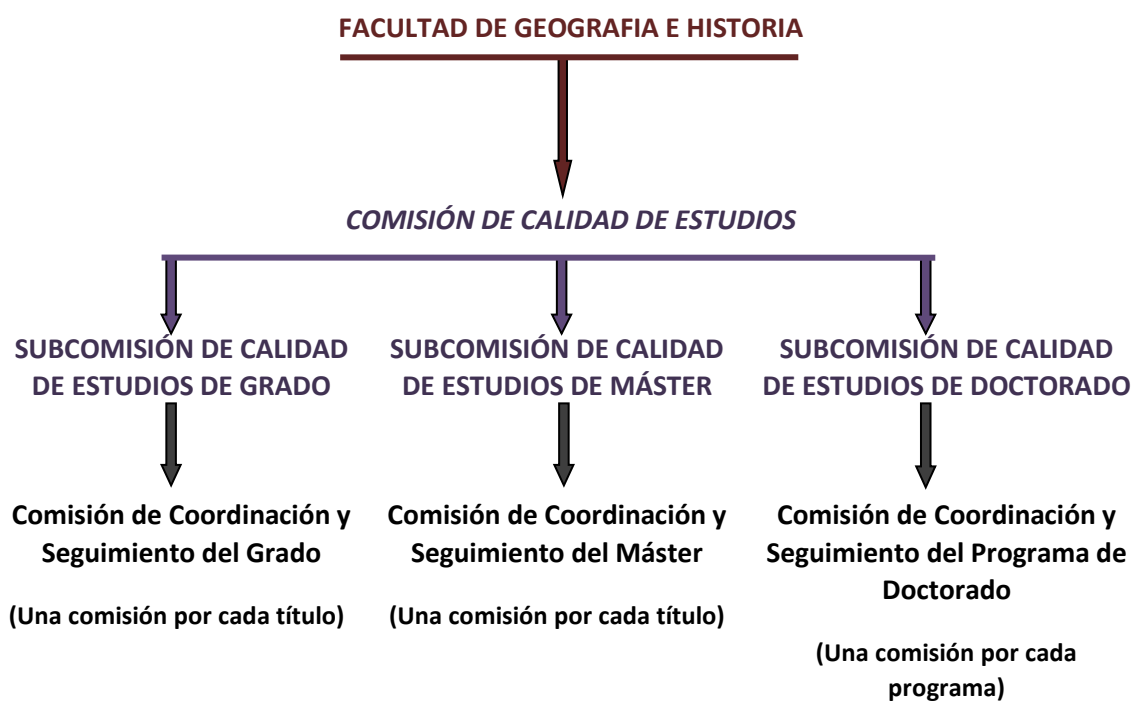 FACULTAD DE GEOGRAFIA E HISTORIA
COMISIÓN DE CALIDAD DE ESTUDIOS
SUBCOMISIÓN DE CALIDAD
DE ESTUDIOS DE GRADO
SUBCOMISIÓN DE CALIDAD
DE ESTUDIOS DE MÁSTER
SUBCOMISIÓN DE CALIDAD
DE ESTUDIOS DE DOCTORADO
Comisión de Coordinación y
Seguimiento del Grado
(Una comisión por cada título)
Comisión de Coordinación y
Seguimiento del Máster
(Una comisión por cada título)
Comisión de Coordinación y
Seguimiento del Programa de
Doctorado
(Una comisión por cada
programa)